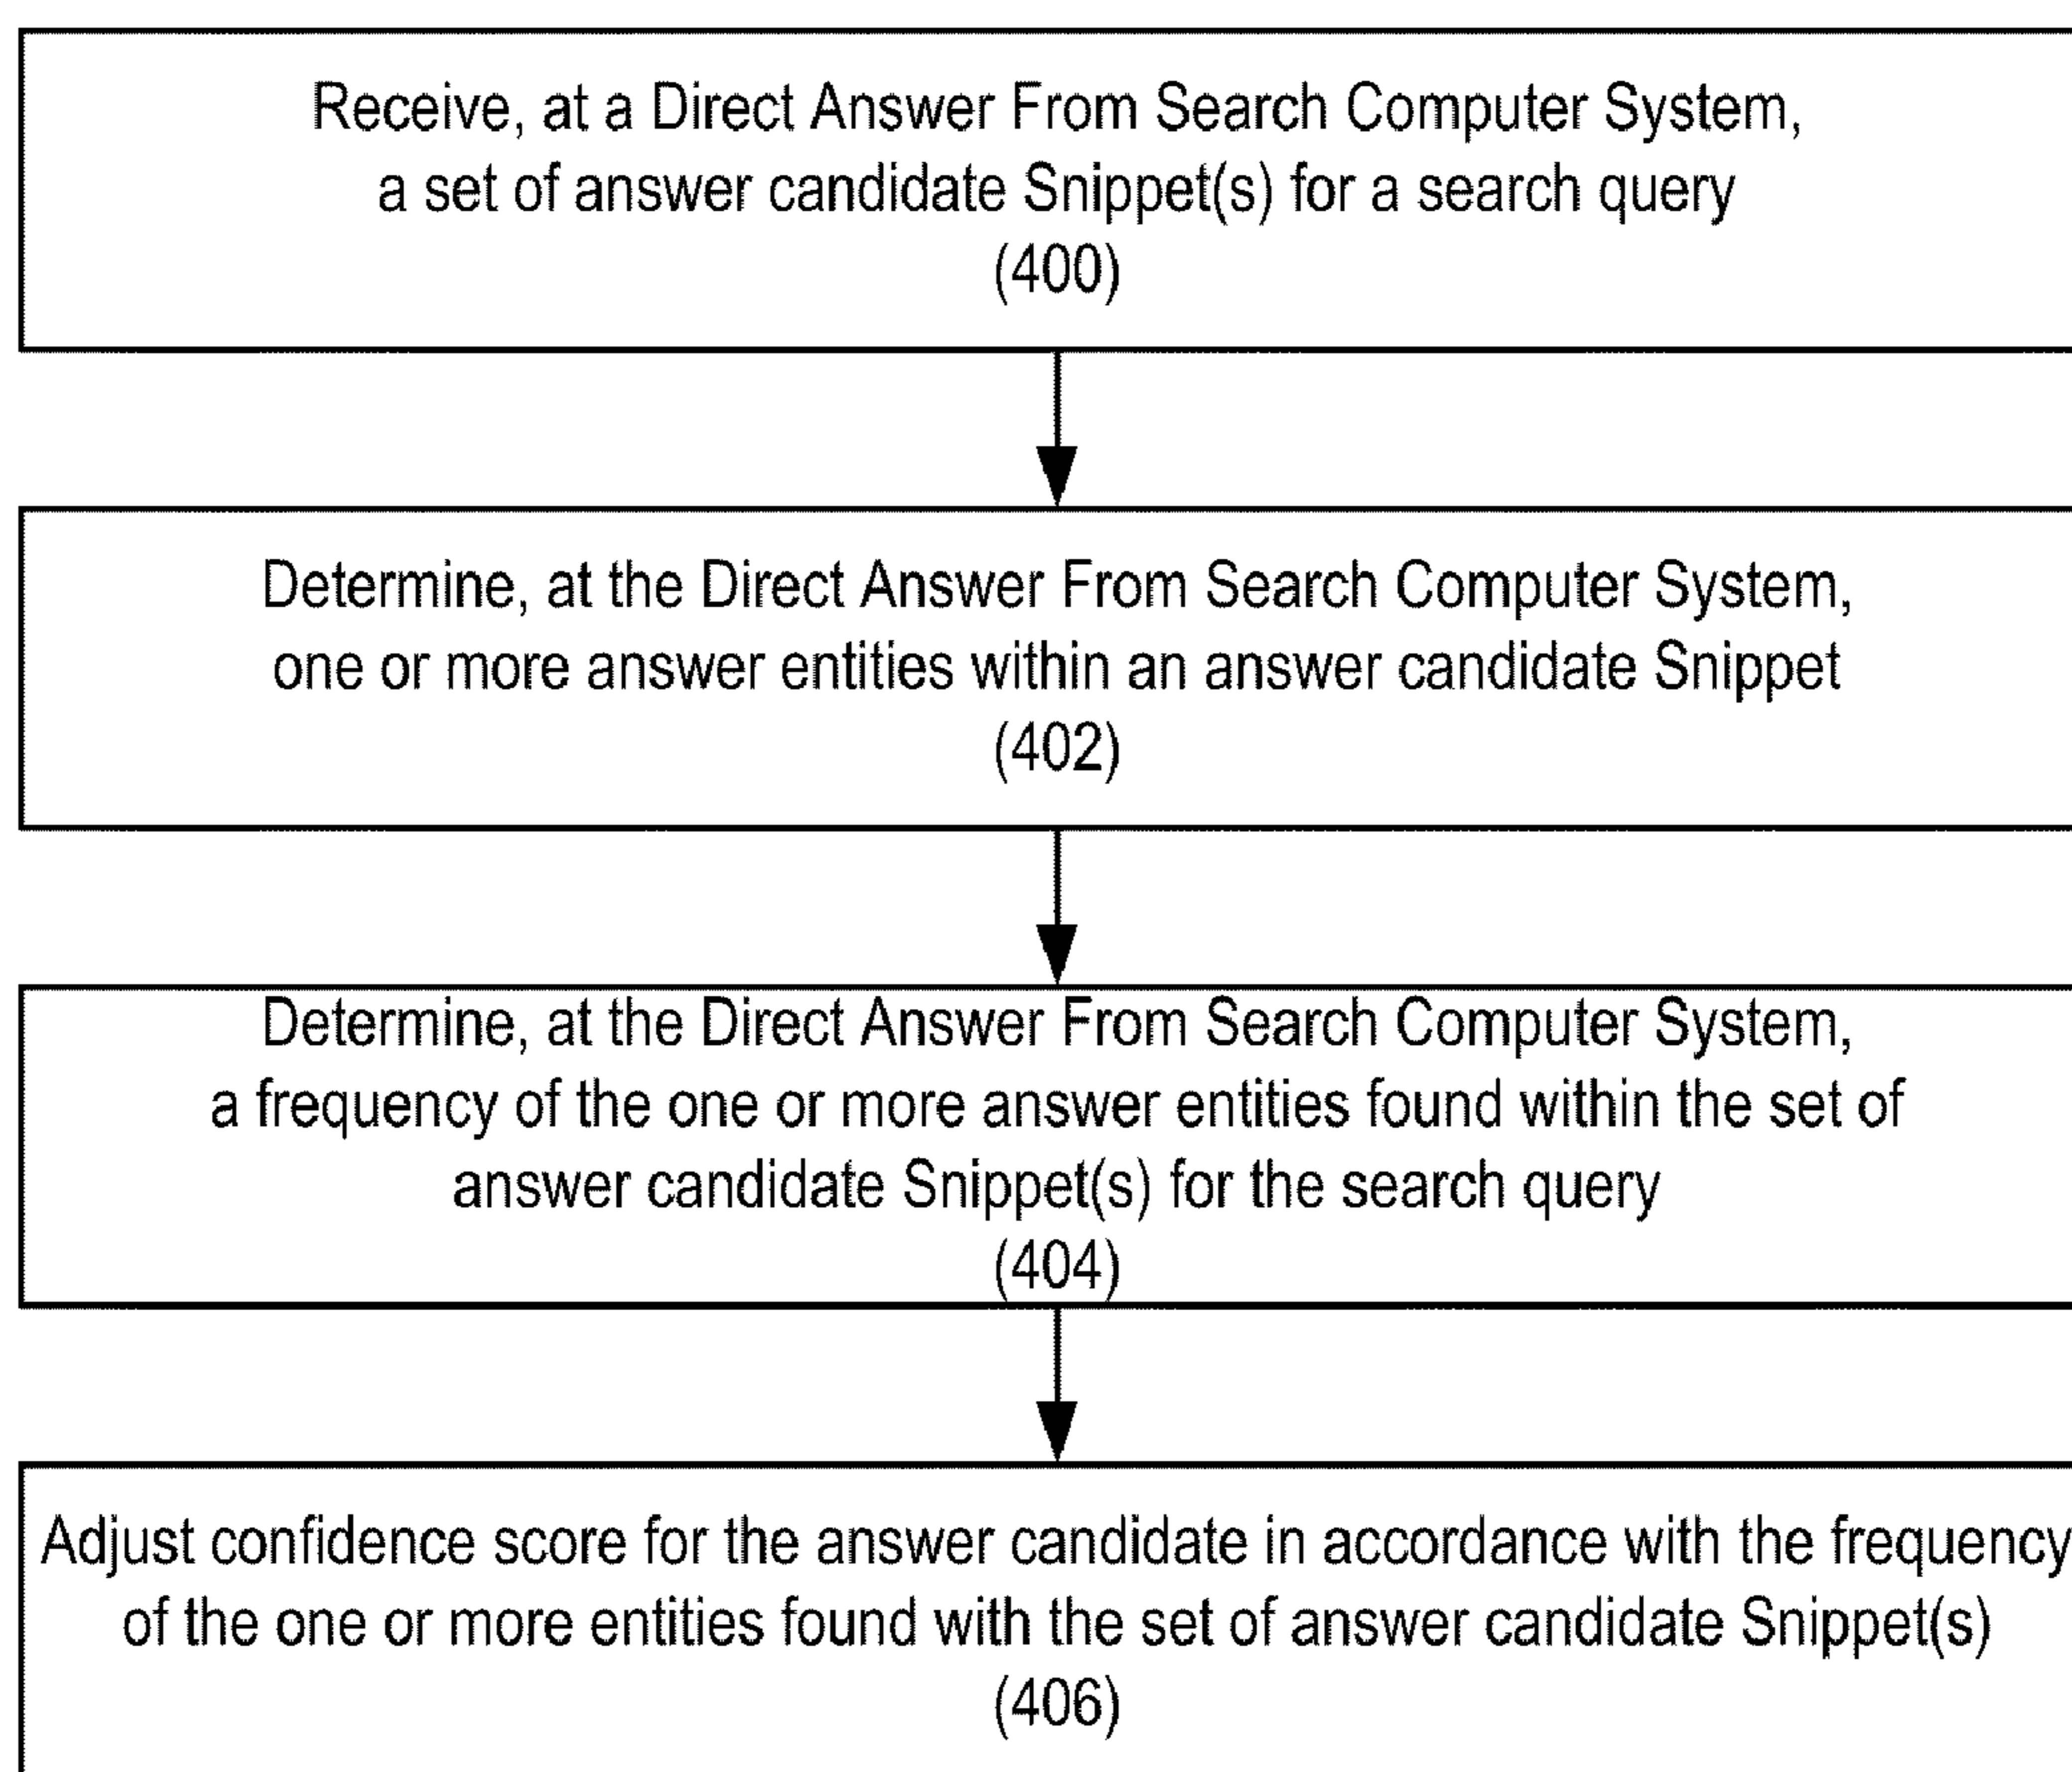 Receive, at a Direct Answer From Search Computer System,
a set of answer candidate Snippet(s) for a search query
(400)
Determine, at the Direct Answer From Search Computer System,
one or more answer entities within an answer candidate Snippet
(402)
Determine, at the Direct Answer From Search Computer System,
a frequency of the one or more answer entities found within the set of
answer candidate Snippet(s) for the search query
(404)
Adjust confidence score for the answer candidate in accordance with the frequency
of the one or more entities found with the set of answer candidate Snippet(s)
(406)